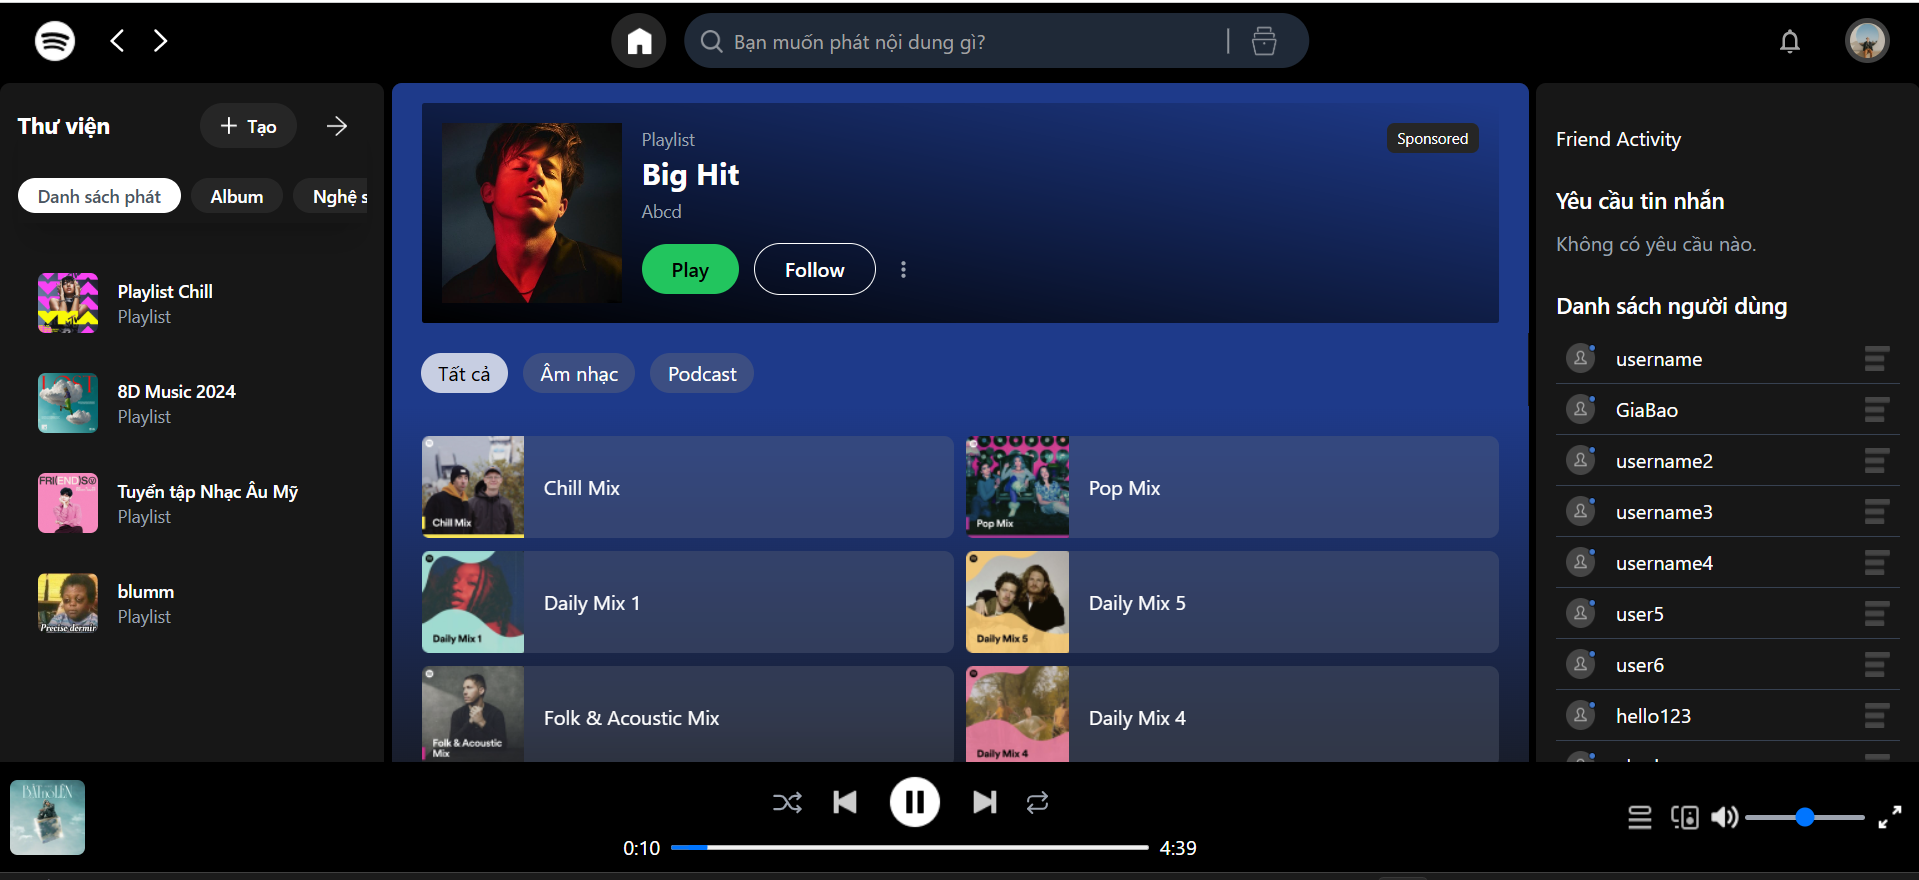 Bạn muốn phát nội dung gì?
Thư viện
Tạo
Danh sách phát
Album
Nghệ s
Playlist Chill
Playlist
8D Music 2024
Playlist
FRI(END)S
Tuyển tập Nhạc Âu Mỹ
Playlist
blumm
Playlist
Precise dermir
Playlist
Big Hit
Abcd
Play
Follow
Sponsored
Tất cả
Âm nhạc
Podcast
Chill Mix
Chill Mix
Pop Mix
Pop Mix
Daily Mix 1
Daily Mix 1
Daily Mix 5
Daily Mix 5
Folk & Acoustic
Mix
Folk & Acoustic Mix
Daily Mix 4
Daily Mix 4
Friend Activity
Yêu cầu tin nhắn
Không có yêu cầu nào.
Danh sách người dùng
username
GiaBao
username2
username3
username4
user5
user6
hello123
0:10
4:39